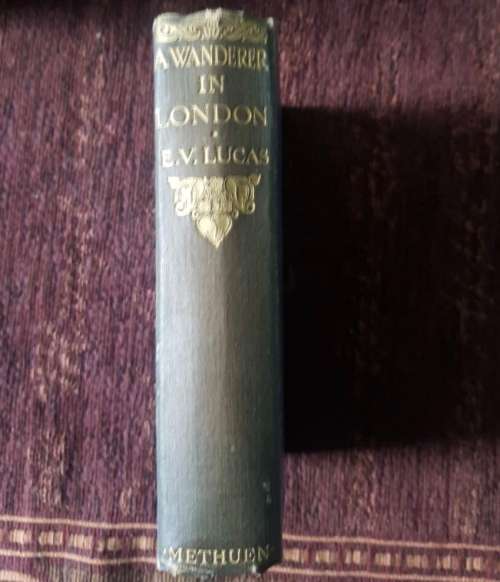 A WANDERER
IN
LONDON
E.V. LUCAS
METHUEN